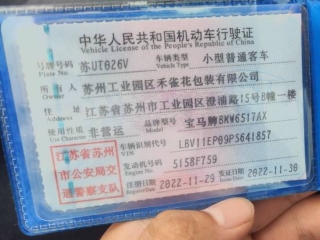 中华人民共和国机动车行驶证
Vehicle License of the People's Republic of China
号牌号码 苏UT026V 车辆类型 小型普通客车
Plate No. Vehicle Type
所有人 苏州工业园区禾雀花包装有限公司
Owner
住址 江苏省苏州市工业园区澄浦路15号B幢一楼
Address
使用性质 非营运 品牌型号 宝马牌BMW6517AX
Use Character Model
江苏省苏州市公安局交通警察支队
车辆识别代号 LBV11EP09PS641857
VIN
发动机号码 5158F759
Engine No.
注册日期 2022-11-29 发证日期 2022-11-30
Register Date Issue Date